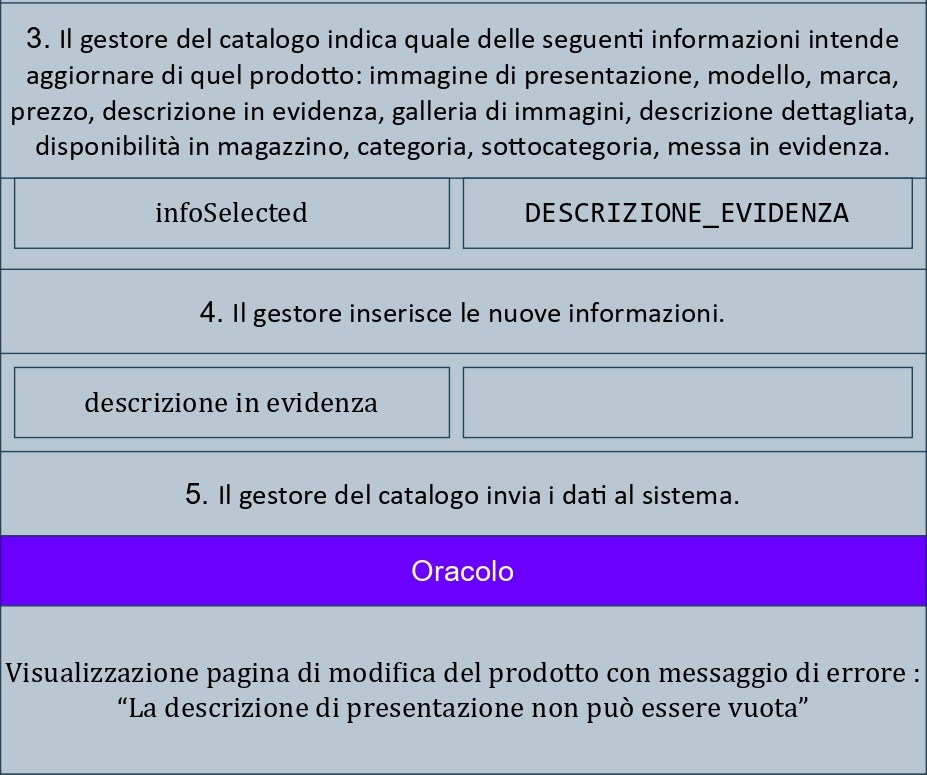 3. Il gestore del catalogo indica quale delle seguenti informazioni intende
aggiornare di quel prodotto: immagine di presentazione, modello, marca,
prezzo, descrizione in evidenza, galleria di immagini, descrizione dettagliata,
disponibilità in magazzino, categoria, sottocategoria, messa in evidenza.
infoSelected DESCRIZIONE_EVIDENZA
4. Il gestore inserisce le nuove informazioni.
descrizione in evidenza
5. Il gestore del catalogo invia i dati al sistema.
Oracolo
Visualizzazione pagina di modifica del prodotto con messaggio di errore :
“La descrizione di presentazione non può essere vuota”